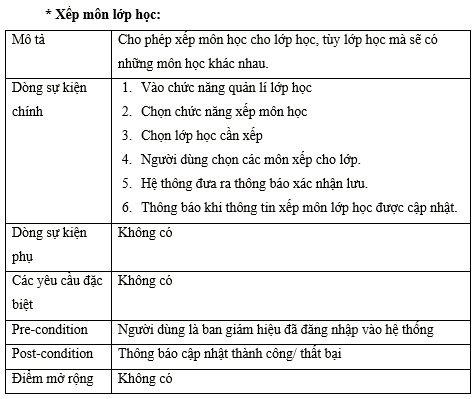 * Xếp môn lớp học:
Mô tả
Cho phép xếp môn học cho lớp học, tùy lớp học mà sẽ có
những môn học khác nhau.
Dòng sự kiện
chính
1. Vào chức năng quản lí lớp học
2. Chọn chức năng xếp môn học
3. Chọn lớp học cần xếp
4. Người dùng chọn các môn xếp cho lớp.
5. Hệ thông đưa ra thông báo xác nhận lưu.
6. Thông báo khi thông tin xếp môn lớp học được cập nhật.
Dòng sự kiện
phụ
Không có
Các yêu cầu đặc
biệt
Không có
Pre-condition
Người dùng là ban giám hiệu đã đăng nhập vào hệ thống
Post-condition
Thông báo cập nhật thành công/ thất bại
Điểm mở rộng
Không có